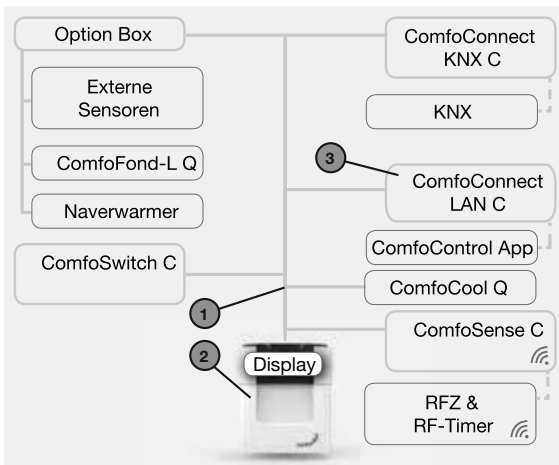 Option Box
Externe
Sensoren
ComfoFond-L Q
Naverwarmer
ComfoSwitch C
ComfoConnect
KNX C
KNX
3
ComfoConnect
LAN C
ComfoControl App
ComfoCool Q
ComfoSense C
RFZ &
RF-Timer
1
2
Display